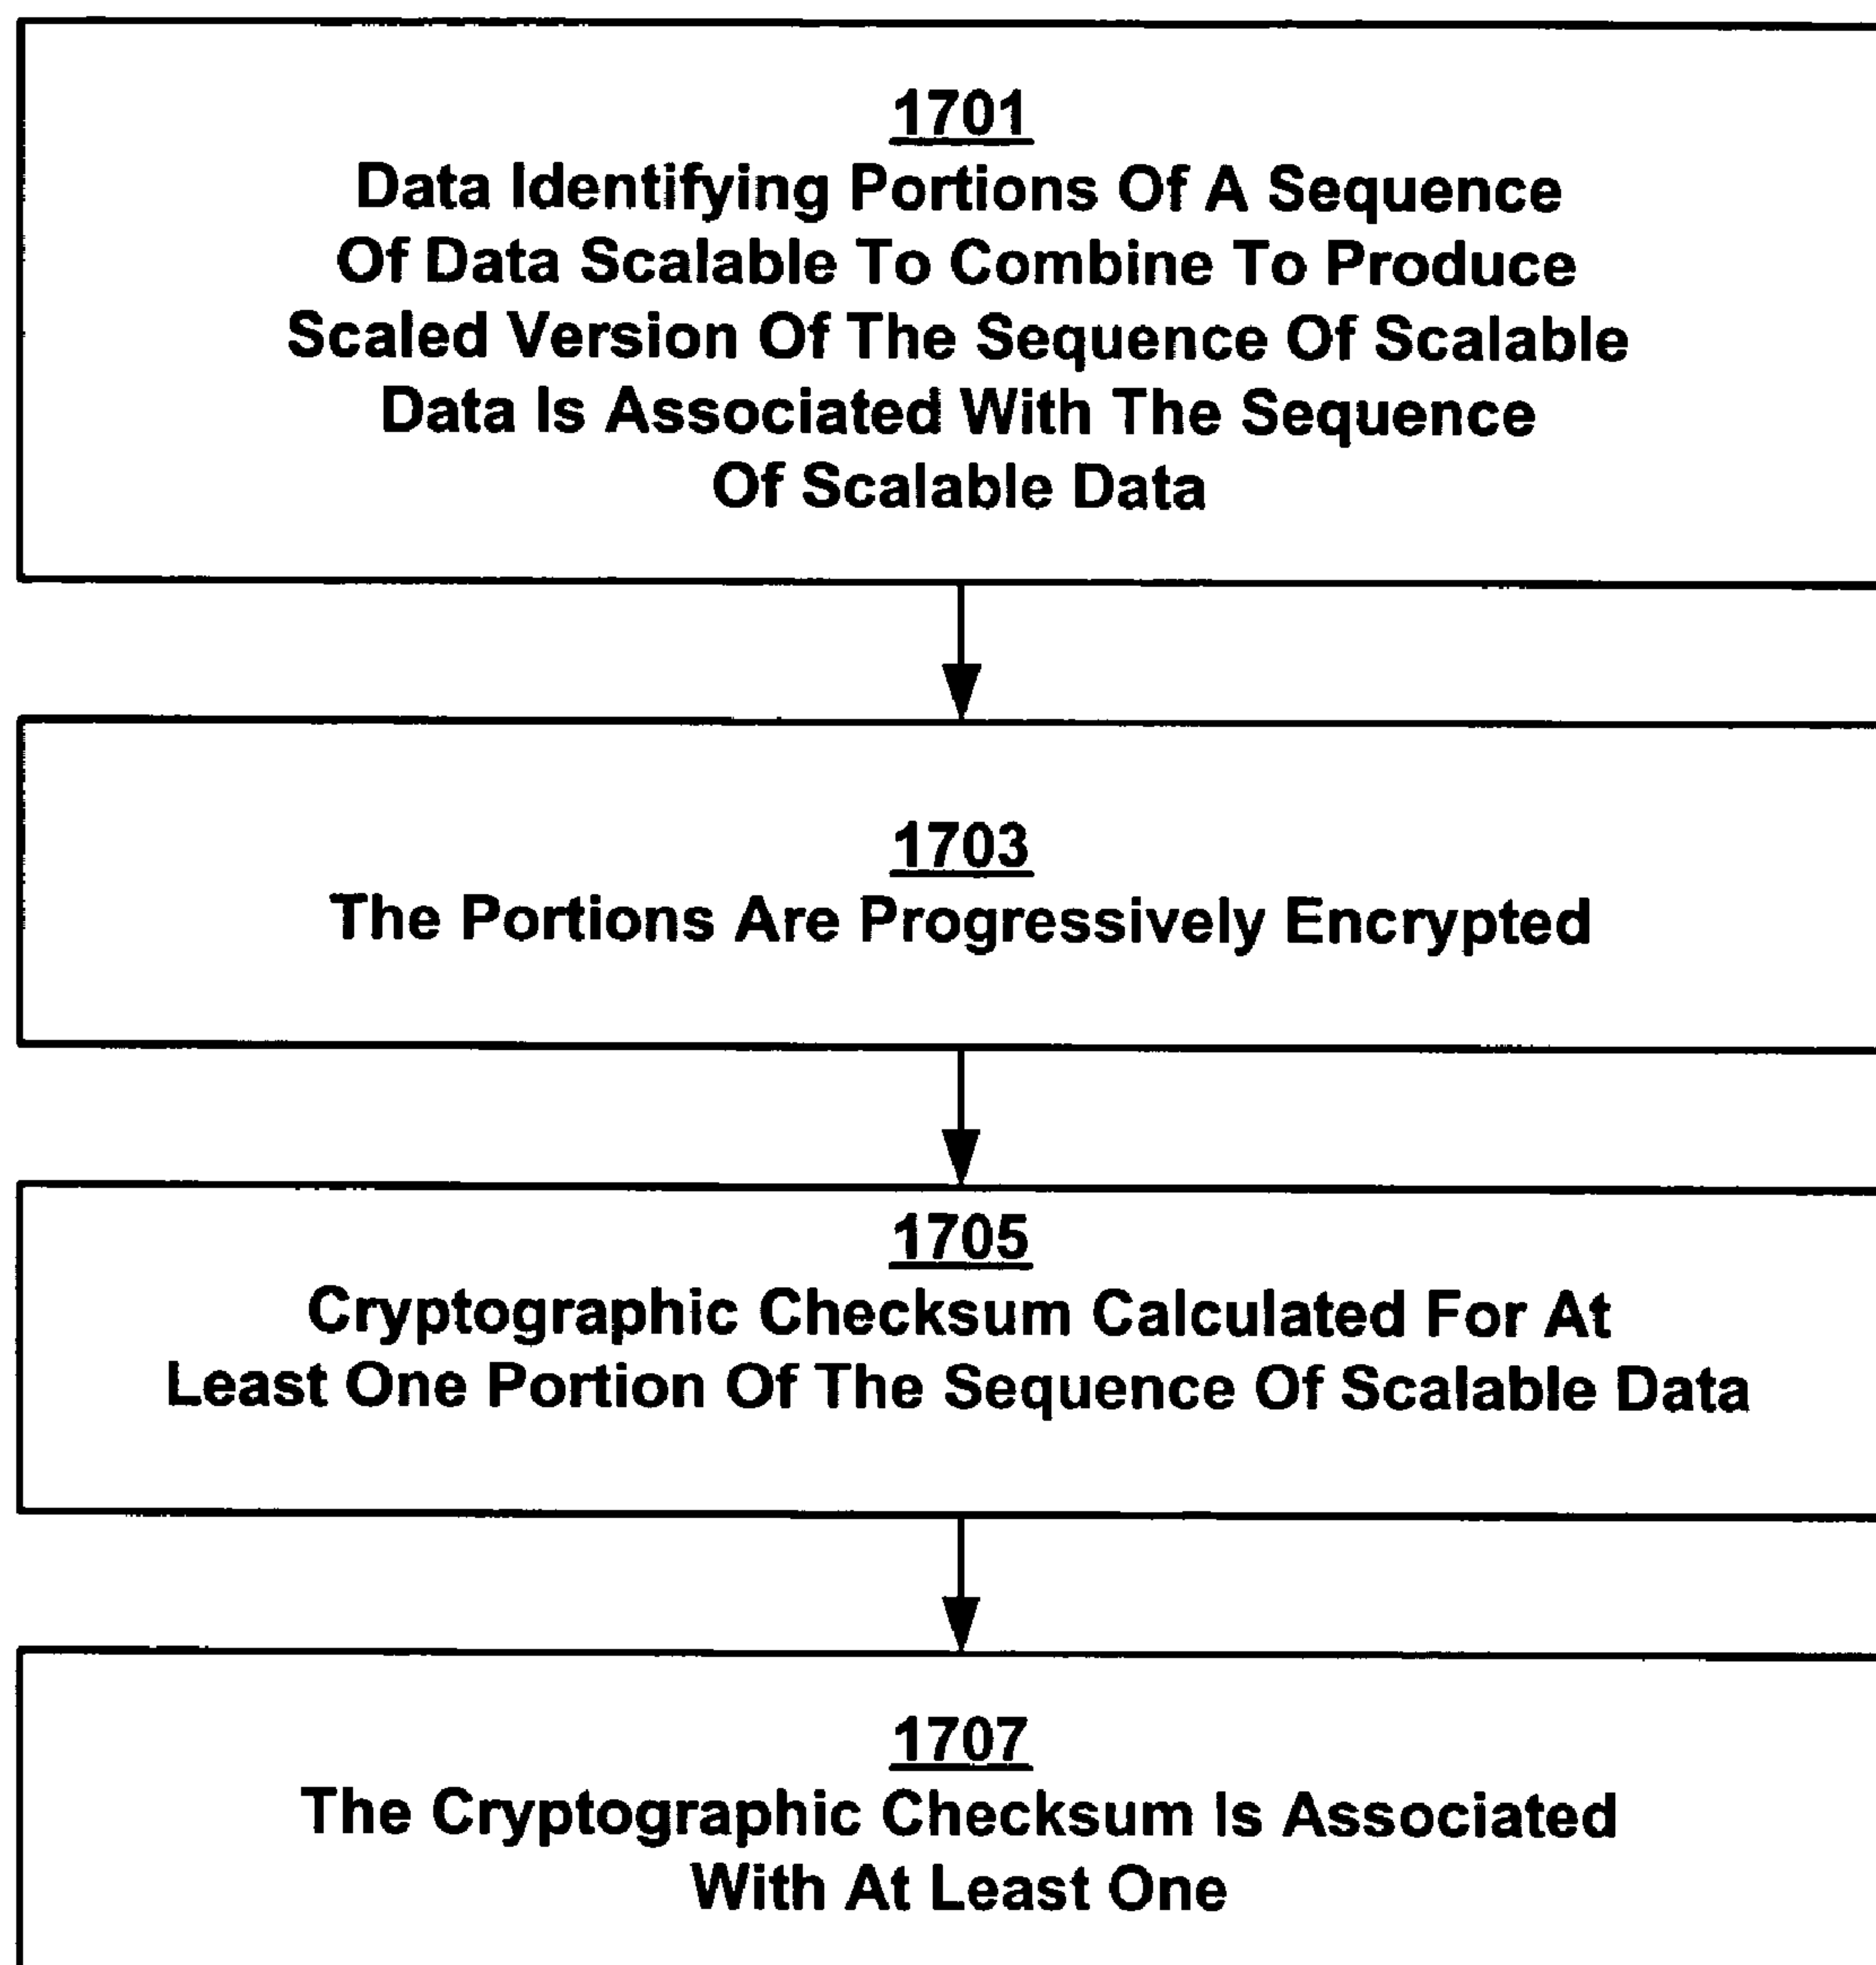 1701
Data Identifying Portions Of A Sequence
Of Data Scalable To Combine To Produce
Scaled Version Of The Sequence Of Scalable
Data Is Associated With The Sequence
Of Scalable Data
1703
The Portions Are Progressively Encrypted
1705
Cryptographic Checksum Calculated For At
Least One Portion Of The Sequence Of Scalable Data
1707
The Cryptographic Checksum Is Associated
With At Least One